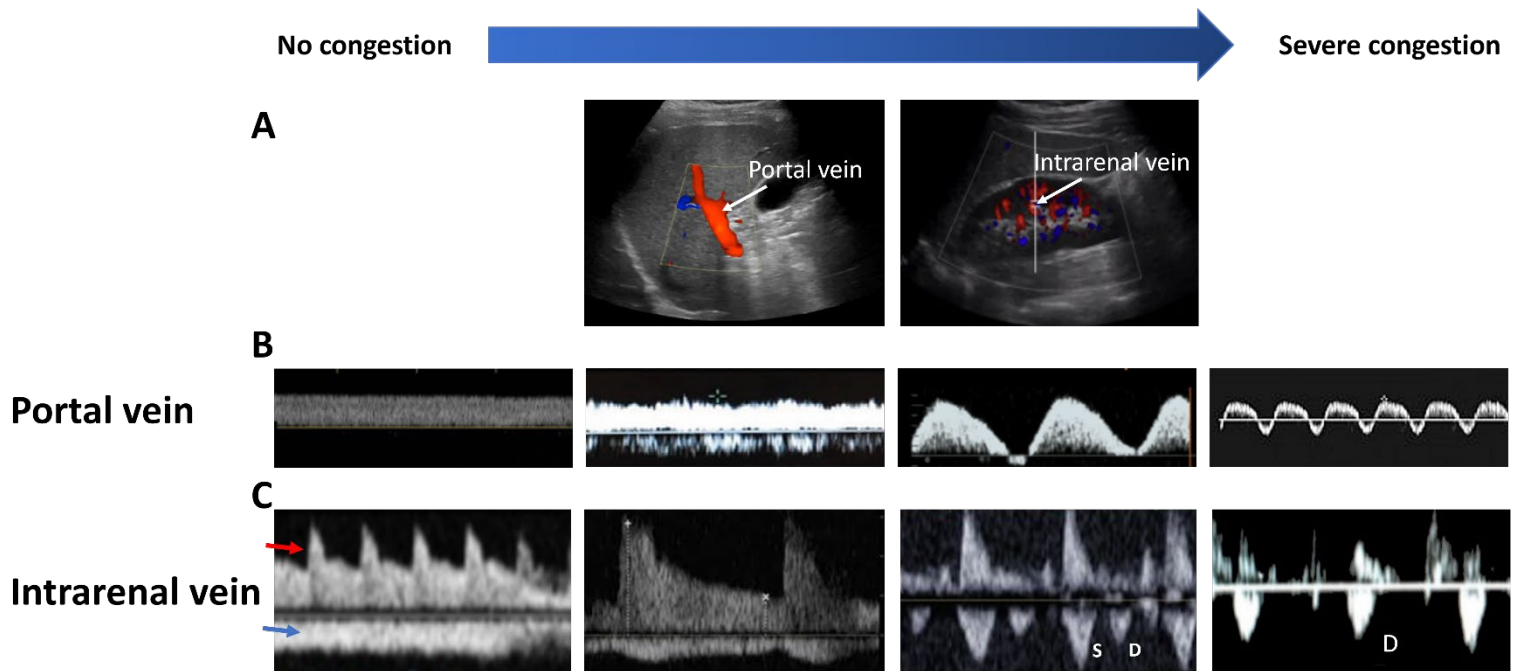 No congestion
Severe congestion
A
Portal vein
Intrarenal vein
B
Portal vein
C
Intrarenal vein
S D
D